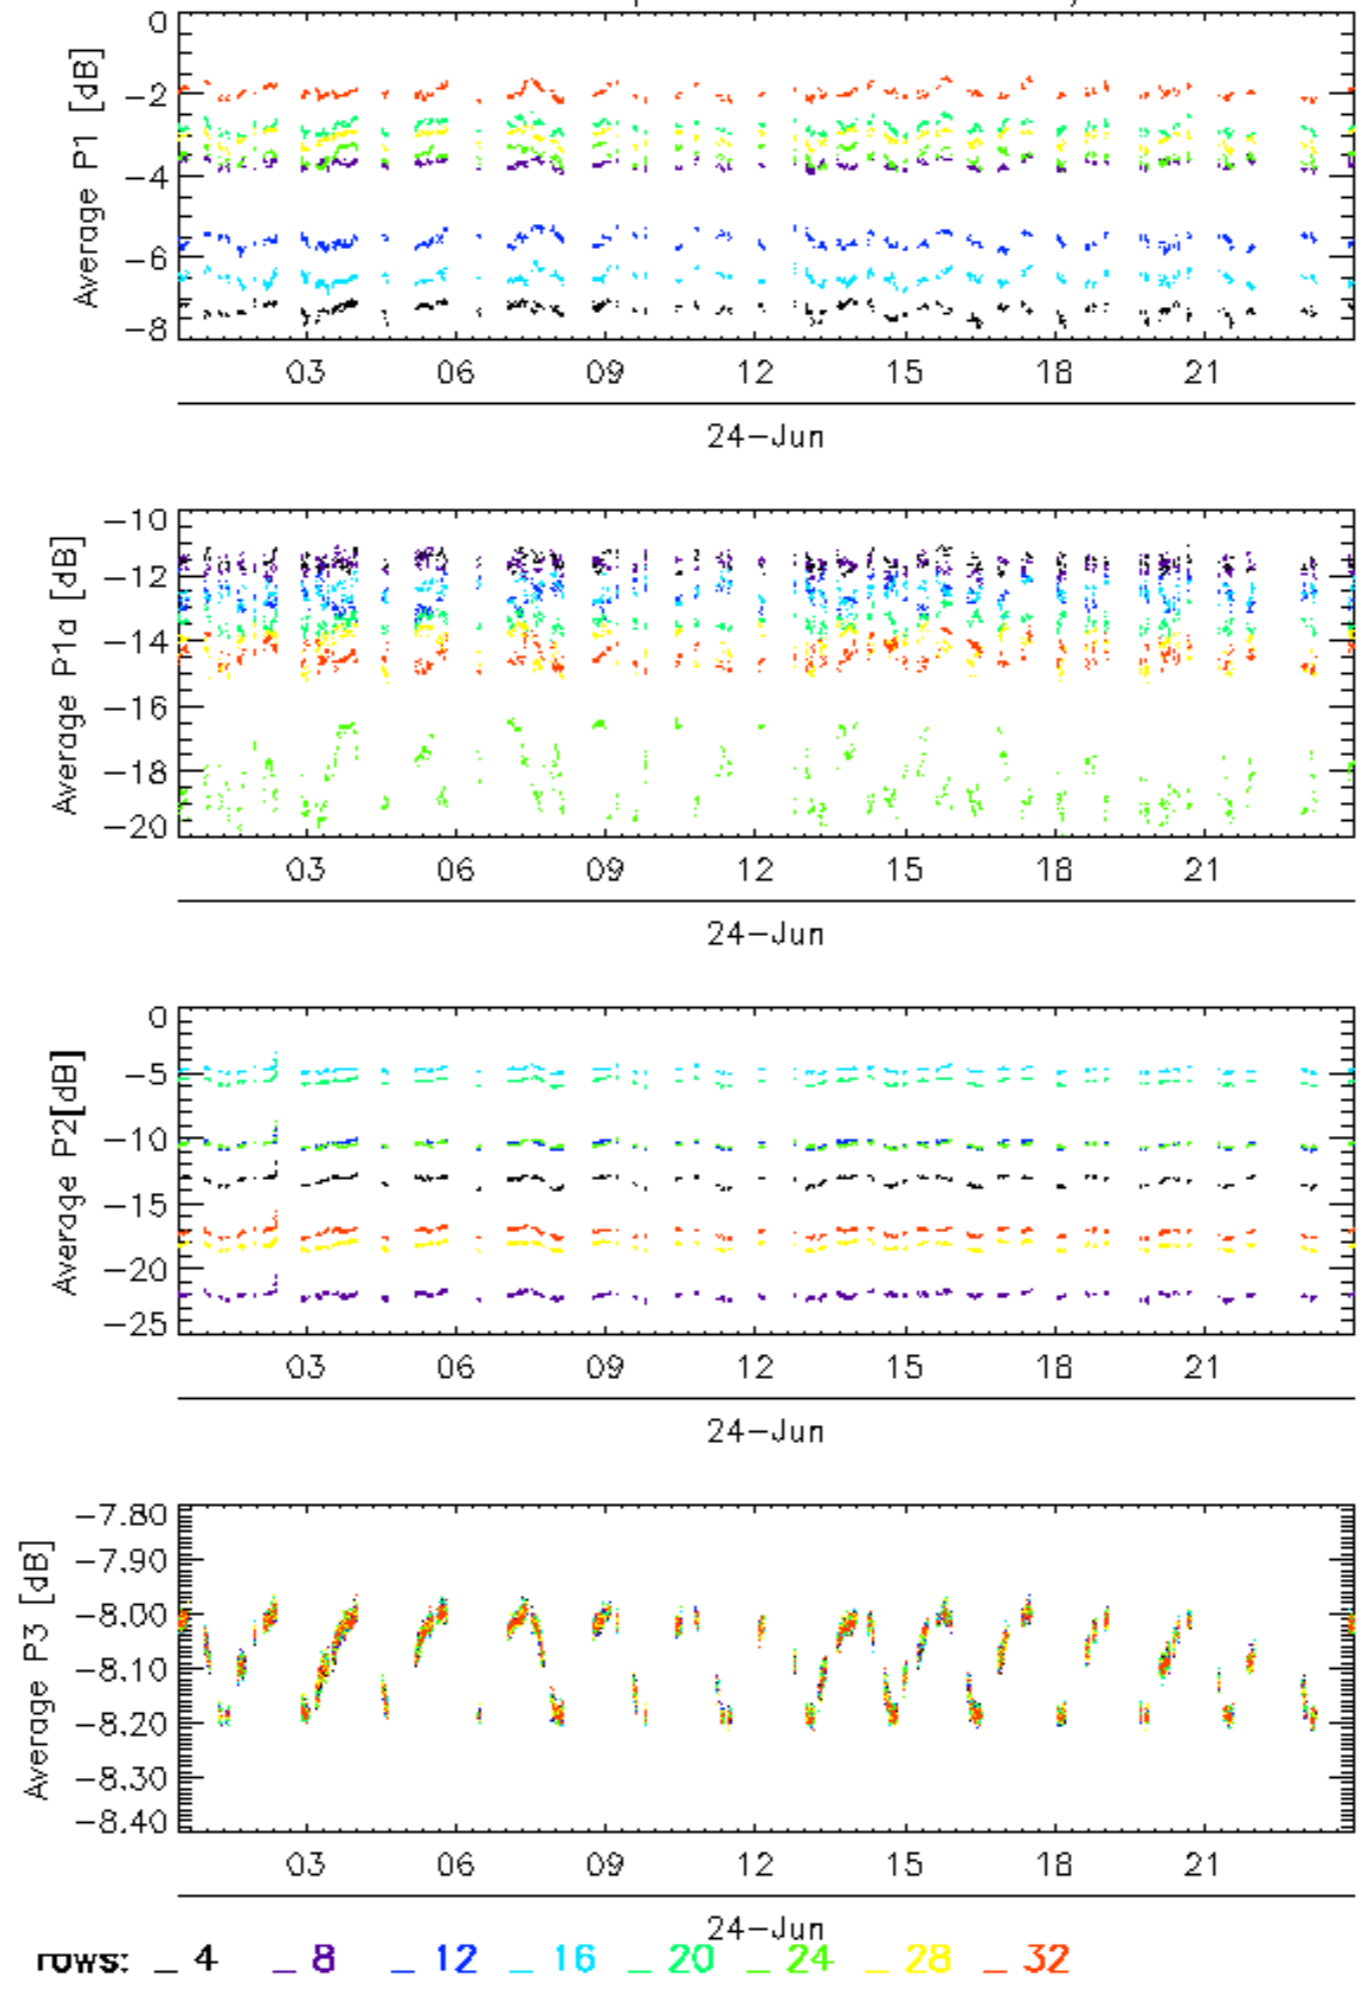 0
−2
−4
−6
−8
Average P1 [dB]
03 06 09 12 15 18 21
24−Jun
−10
−12
−14
−16
−18
−20
Average P1a [dB]
03 06 09 12 15 18 21
24−Jun
0
−5
−10
−15
−20
−25
Average P2[dB]
03 06 09 12 15 18 21
24−Jun
−7.80
−7.90
−8.00
−8.10
−8.20
−8.30
−8.40
Average P3 [dB]
03 06 09 12 15 18 21
24−Jun
rows: _ 4 _ 8 _ 12 _ 16 _ 20 _ 24 _ 28 _ 32